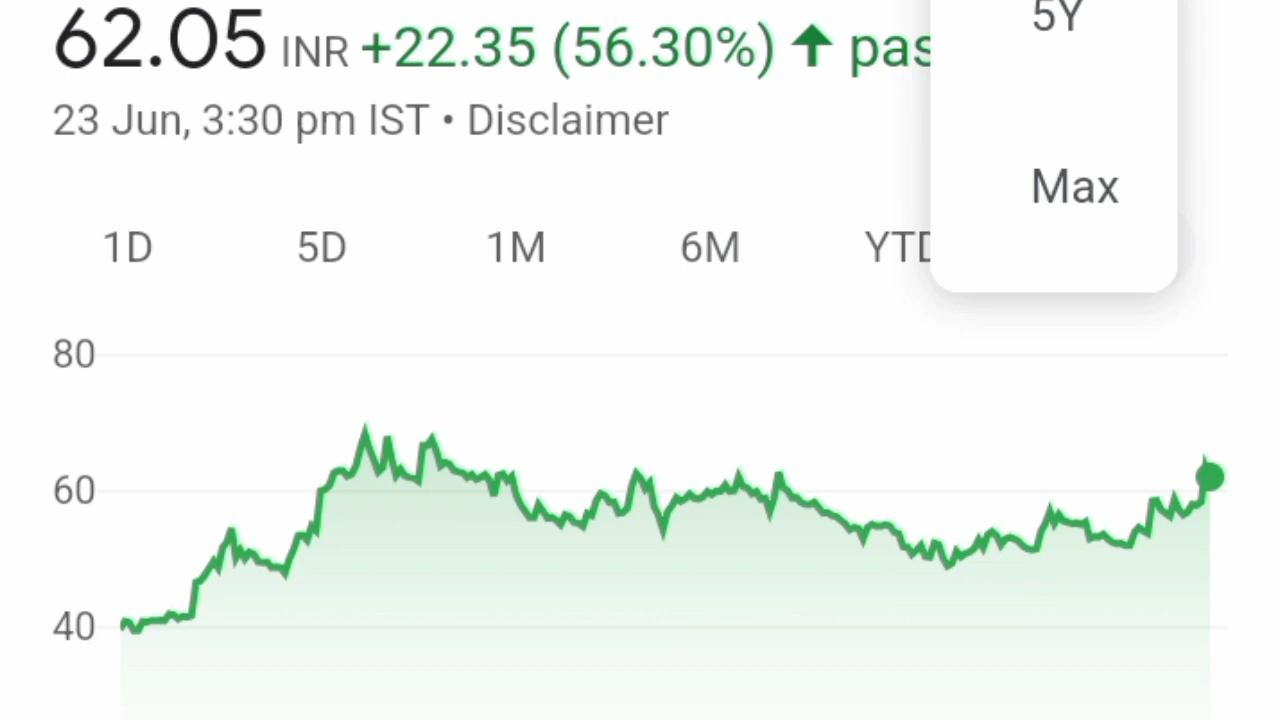 5Y
62.05 INR +22.35 (56.30%) ↑ pas
23 Jun, 3:30 pm IST • Disclaimer
Max
1D 5D 1M 6M YTD
80
60
40